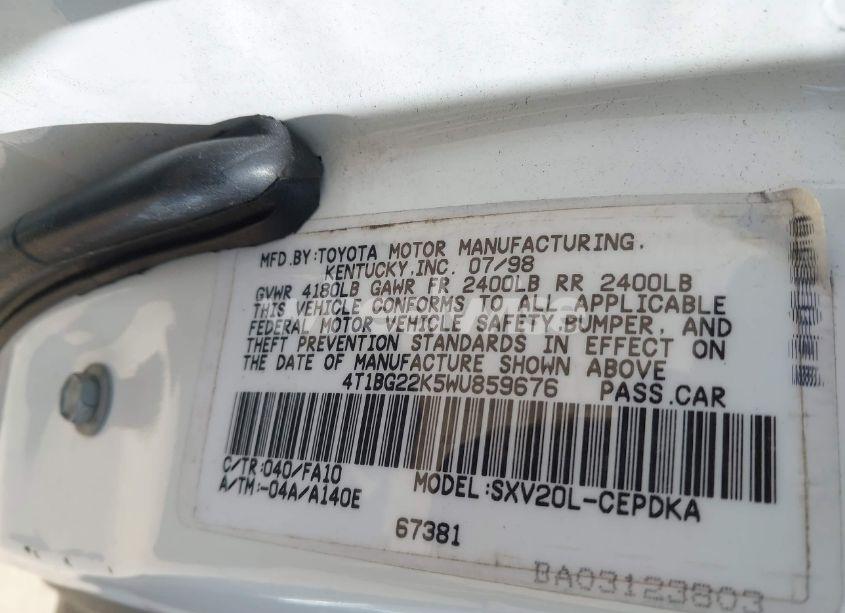 MFD.BY:TOYOTA MOTOR MANUFACTURING.
KENTUCKY.INC. 07/98
GVWR 4180LB GAWR FR 2400LB RR 2400LB
THIS VEHICLE CONFORMS TO ALL APPLICABLE
FEDERAL MOTOR VEHICLE SAFETY.BUMPER, AND
THEFT PREVENTION STANDARDS IN EFFECT ON
THE DATE OF MANUFACTURE SHOWN ABOVE
4T1BG22K5WU859676 PASS.CAR
C/TR:040/FA10
A/TM:-04A/A140E MODEL:SXV20L-CEPDKA
67381
BA03123803